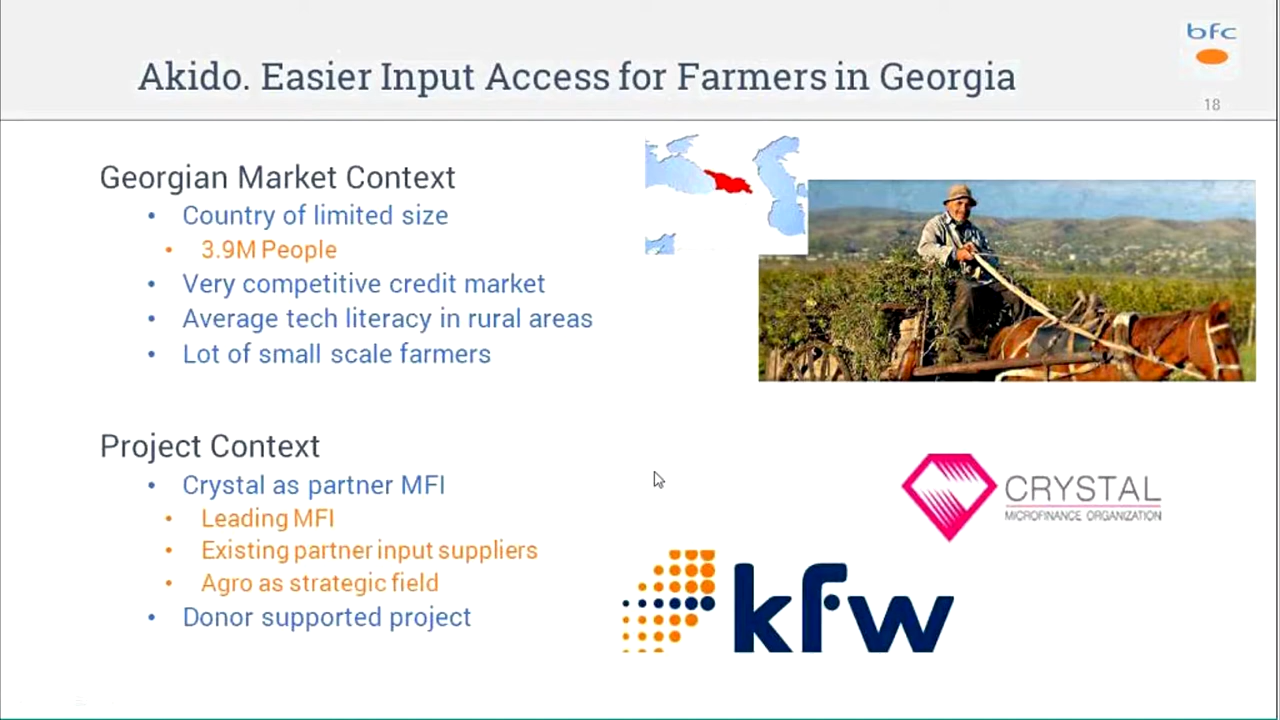 bfc
Akido. Easier Input Access for Farmers in Georgia
18
Georgian Market Context
• Country of limited size
• 3.9M People
• Very competitive credit market
• Average tech literacy in rural areas
• Lot of small scale farmers
Project Context
• Crystal as partner MFI
• Leading MFI
• Existing partner input suppliers
• Agro as strategic field
• Donor supported project
CRYSTAL
MICROFINANCE ORGANIZATION
kfw